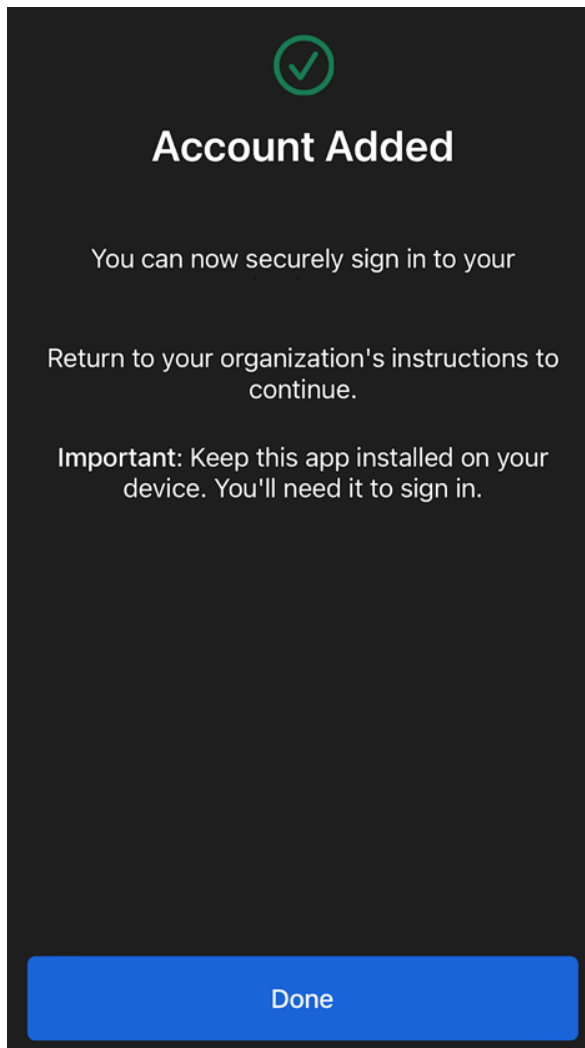 Account Added
You can now securely sign in to your
Return to your organization's instructions to
continue.
Important: Keep this app installed on your
device. You'll need it to sign in.
Done